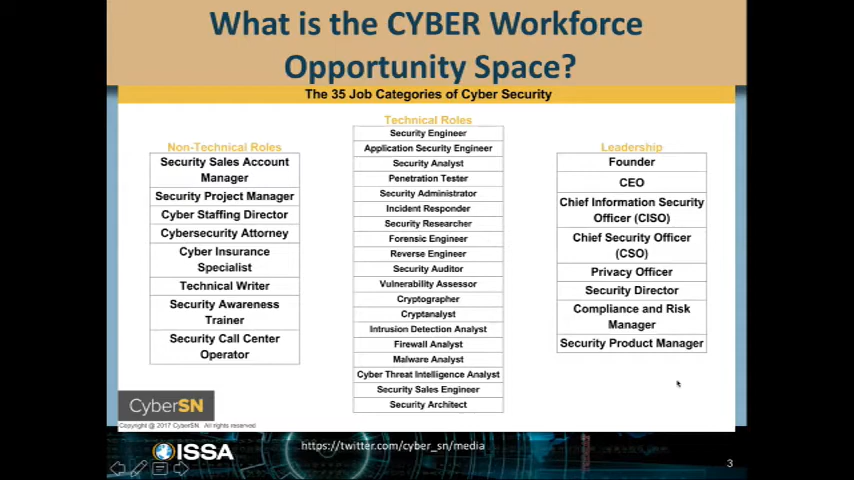 What is the CYBER Workforce
Opportunity Space?
The 35 Job Categories of Cyber Security
Non-Technical Roles
Security Sales Account
Manager
Security Project Manager
Cyber Staffing Director
Cybersecurity Attorney
Cyber Insurance
Specialist
Technical Writer
Security Awareness
Trainer
Security Call Center
Operator
Technical Roles
Security Engineer
Application Security Engineer
Security Analyst
Penetration Tester
Security Administrator
Incident Responder
Security Researcher
Forensic Engineer
Reverse Engineer
Security Auditor
Vulnerability Assessor
Cryptographer
Cryptanalyst
Intrusion Detection Analyst
Firewall Analyst
Malware Analyst
Cyber Threat Intelligence Analyst
Security Sales Engineer
Security Architect
Leadership
Founder
CEO
Chief Information Security
Officer (CISO)
Chief Security Officer
(CSO)
Privacy Officer
Security Director
Compliance and Risk
Manager
Security Product Manager
CyberSN
Copyright @ 2017 CyberSN. All rights reserved
ISSA
https://twitter.com/cyber_sn/media
3